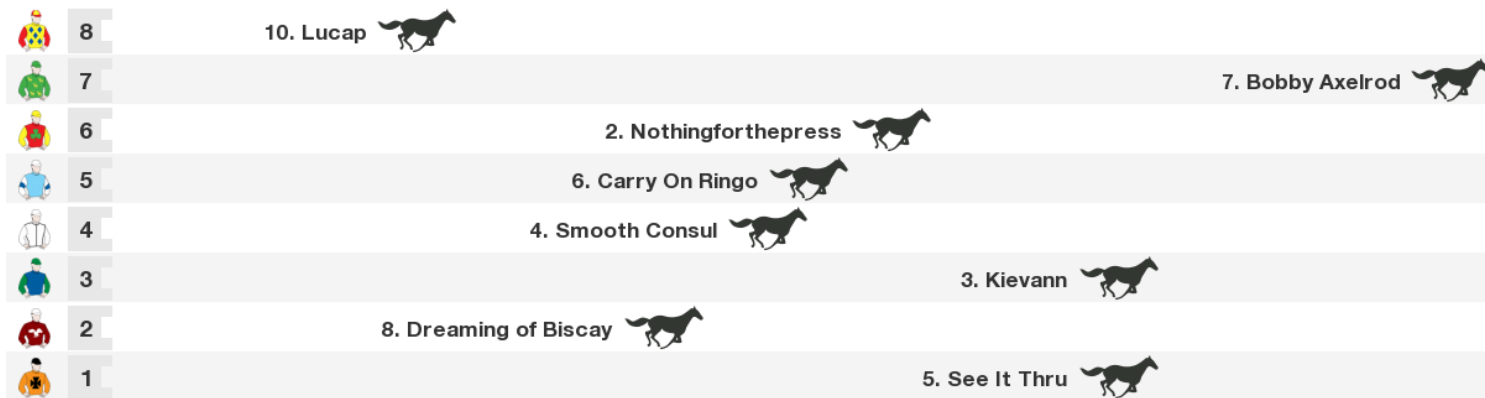 8 10. Lucap
7 7. Bobby Axelrod
6 2. Nothingforthepress
5 6. Carry On Ringo
4 4. Smooth Consul
3 3. Kievann
2 8. Dreaming of Biscay
1 5. See It Thru